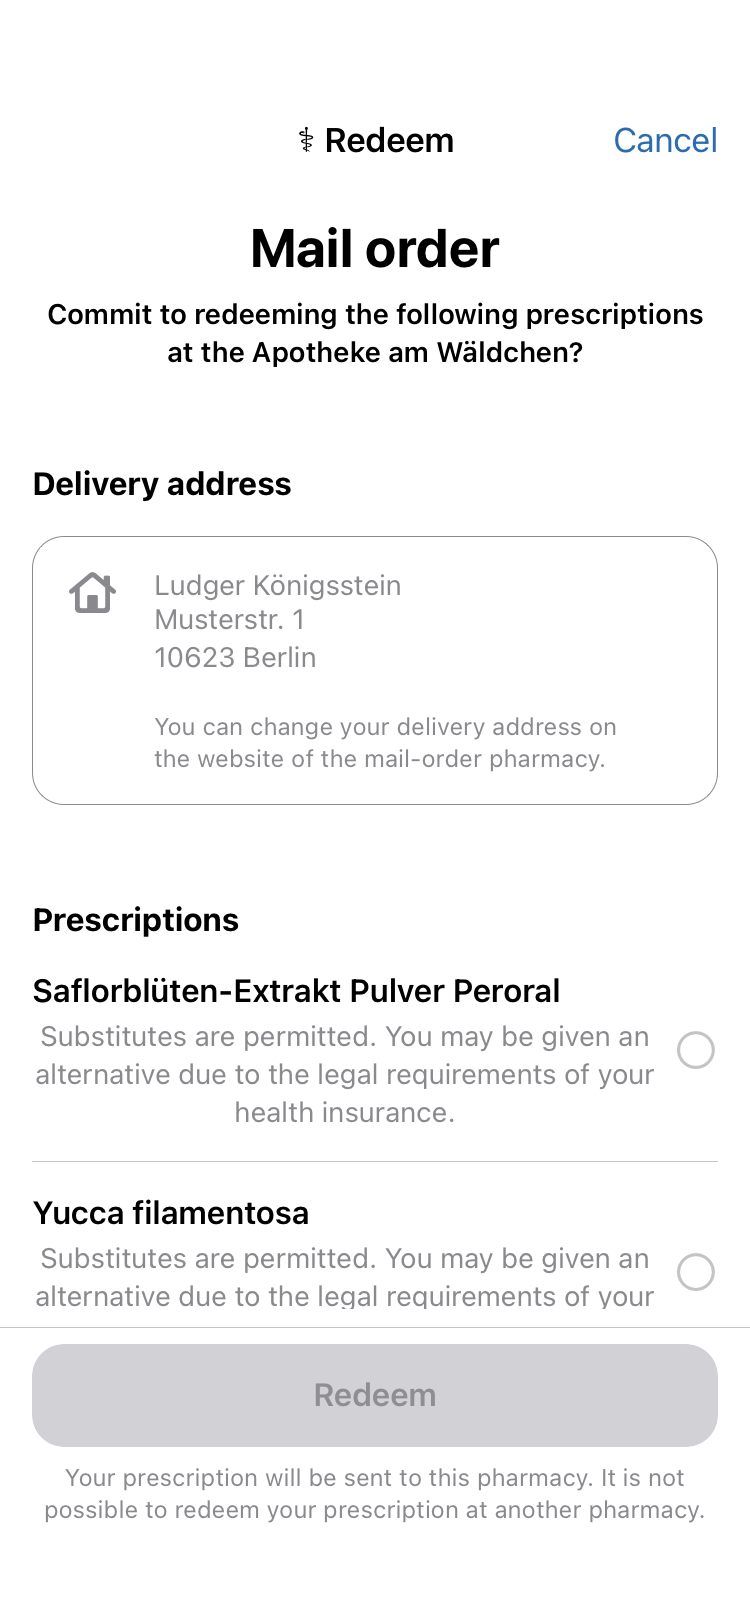 ⚕ Redeem
Cancel
Mail order
Commit to redeeming the following prescriptions
at the Apotheke am Wäldchen?
Delivery address
Ludger Königsstein
Musterstr. 1
10623 Berlin
You can change your delivery address on
the website of the mail-order pharmacy.
Prescriptions
Saflorblüten-Extrakt Pulver Peroral
Substitutes are permitted. You may be given an
alternative due to the legal requirements of your
health insurance.
Yucca filamentosa
Substitutes are permitted. You may be given an
alternative due to the legal requirements of your
Redeem
Your prescription will be sent to this pharmacy. It is not
possible to redeem your prescription at another pharmacy.